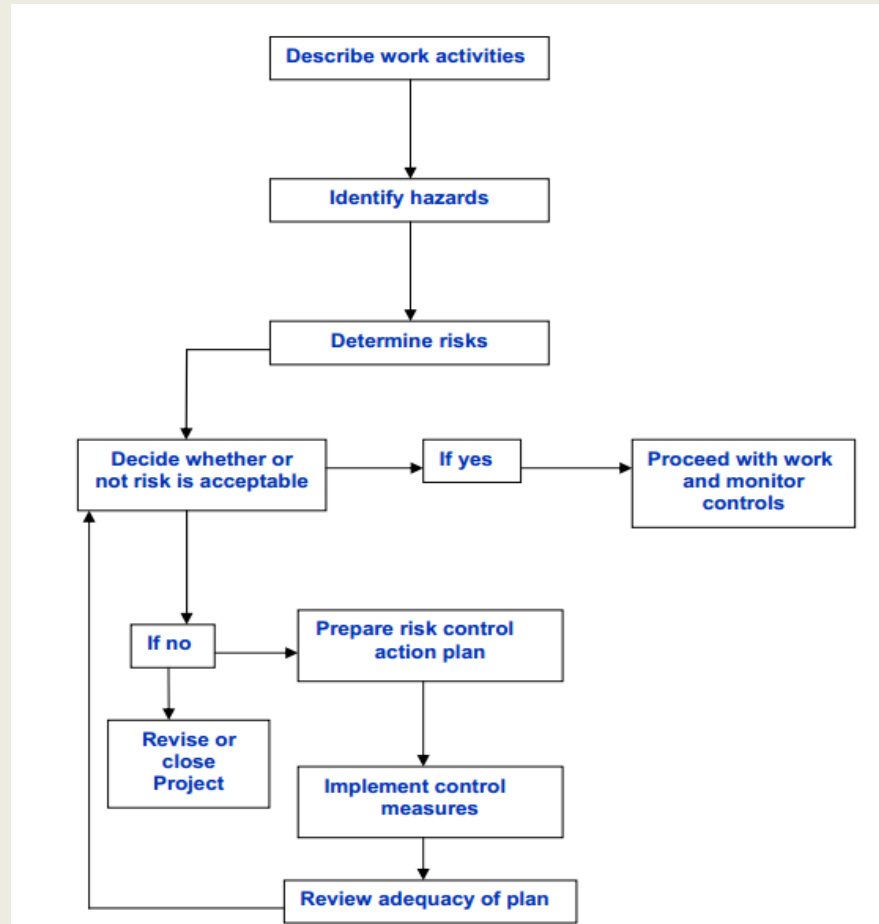 Describe work activities
Identify hazards
Determine risks
Decide whether or
not risk is acceptable
If yes
Proceed with work
and monitor
controls
If no
Prepare risk control
action plan
Revise or
close
Project
Implement control
measures
Review adequacy of plan